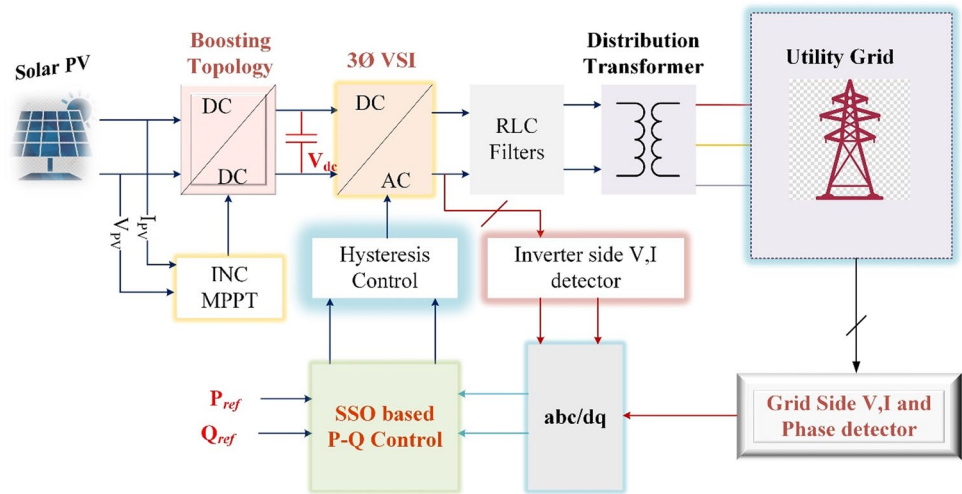 Solar PV
Boosting
Topology
3Ø VSI
Distribution
Transformer
Utility Grid
DC
DC
V_dc
DC
AC
RLC
Filters
V_PV
I_PV
INC
MPPT
Hysteresis
Control
Inverter side V,I
detector
P_ref
Q_ref
SSO based
P-Q Control
abc/dq
Grid Side V,I and
Phase detector